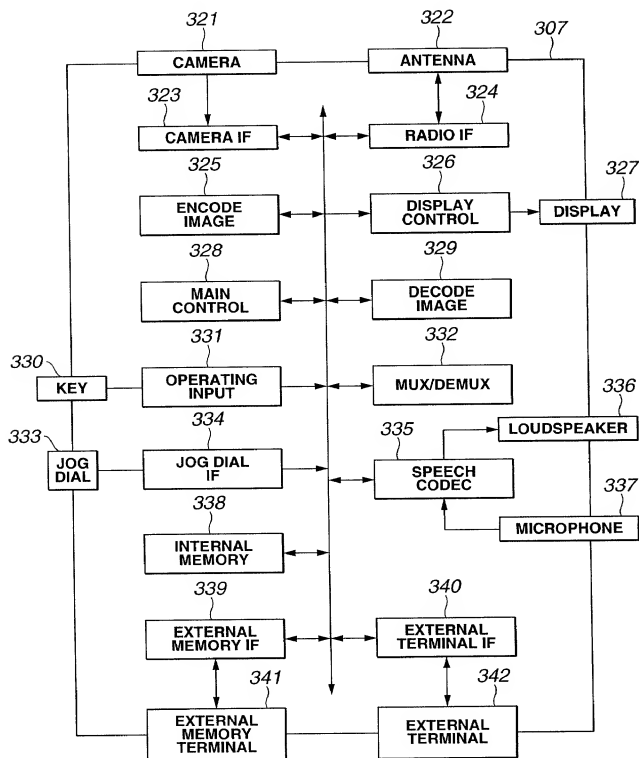 321
322
307
CAMERA
ANTENNA
323
324
CAMERA IF
RADIO IF
325
326
327
ENCODE
IMAGE
DISPLAY
CONTROL
DISPLAY
328
329
MAIN
CONTROL
DECODE
IMAGE
330
331
332
KEY
OPERATING
INPUT
MUX/DEMUX
336
333
334
335
LOUDSPEAKER
JOG
DIAL
JOG DIAL
IF
SPEECH
CODEC
337
338
MICROPHONE
INTERNAL
MEMORY
339
340
EXTERNAL
MEMORY IF
EXTERNAL
TERMINAL IF
341
342
EXTERNAL
MEMORY
TERMINAL
EXTERNAL
TERMINAL